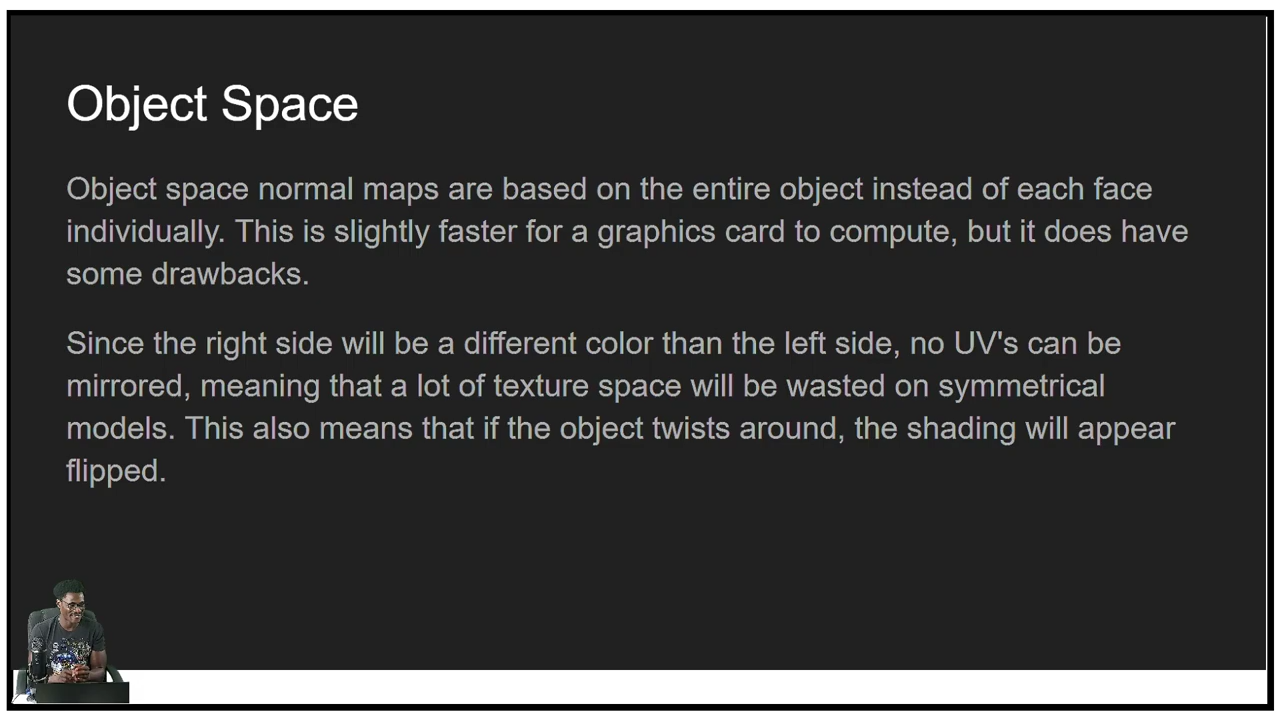 Object Space
Object space normal maps are based on the entire object instead of each face
individually. This is slightly faster for a graphics card to compute, but it does have
some drawbacks.
Since the right side will be a different color than the left side, no UV's can be
mirrored, meaning that a lot of texture space will be wasted on symmetrical
models. This also means that if the object twists around, the shading will appear
flipped.